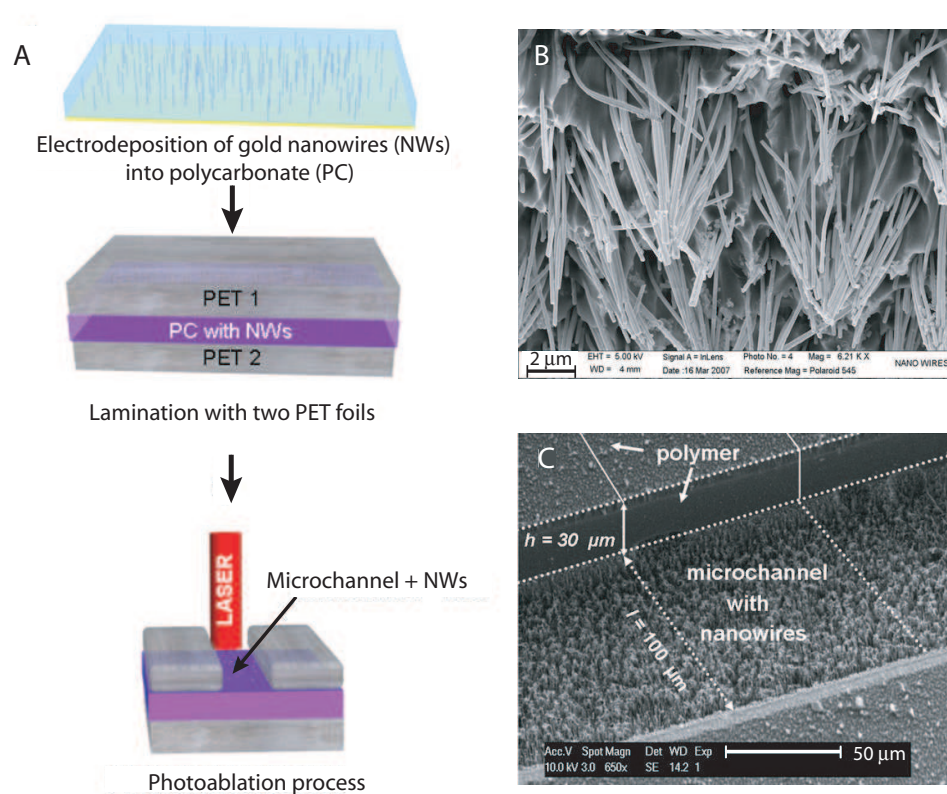 A
Electrodeposition of gold nanowires (NWs)
into polycarbonate (PC)
PET 1
PC with NWs
PET 2
Lamination with two PET foils
LASER
Microchannel + NWs
Photoablation process
B
2 μm
EHT = 5.00 kV Signal A = InLens Photo No. = 4 Mag = 6.21 K X
WD = 4 mm Date :16 Mar 2007 Reference Mag = Polaroid 545 NANO WIRES
C
polymer
h = 30 μm
microchannel
with
nanowires
l = 100 μm
Acc.V Spot Magn Det WD Exp
10.0 kV 3.0 650x SE 14.2 1
50 μm